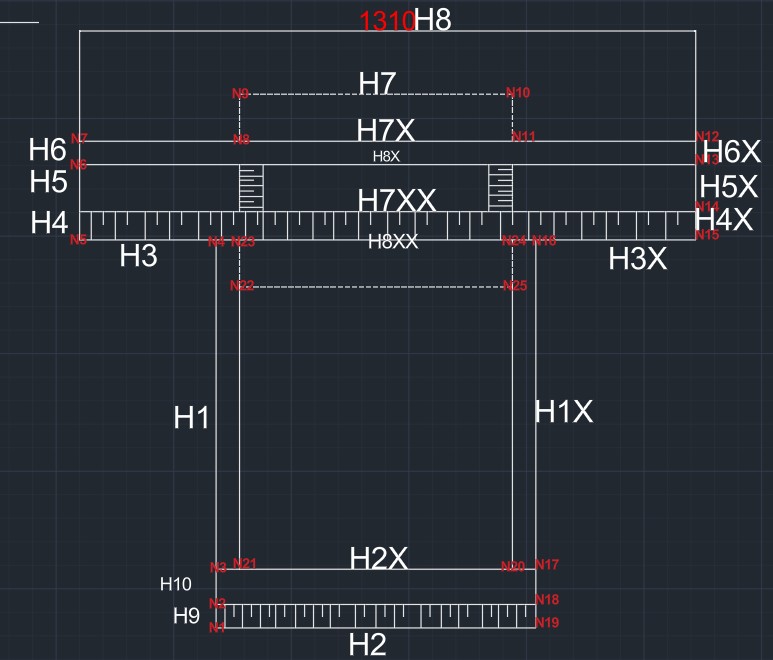 1310 H8
N9 H7 N10
N7 N8 H7X N11 N12
H6 H8X H6X
N6 N13
H5 H5X
H7XX N14
H4 H4X
N5 N4 N23 H8XX N24 N16 N15
H3 H3X
N22 N25
H1 H1X
N3 N21 H2X N20 N17
H10
N2 N18
H9
N1 N19
H2